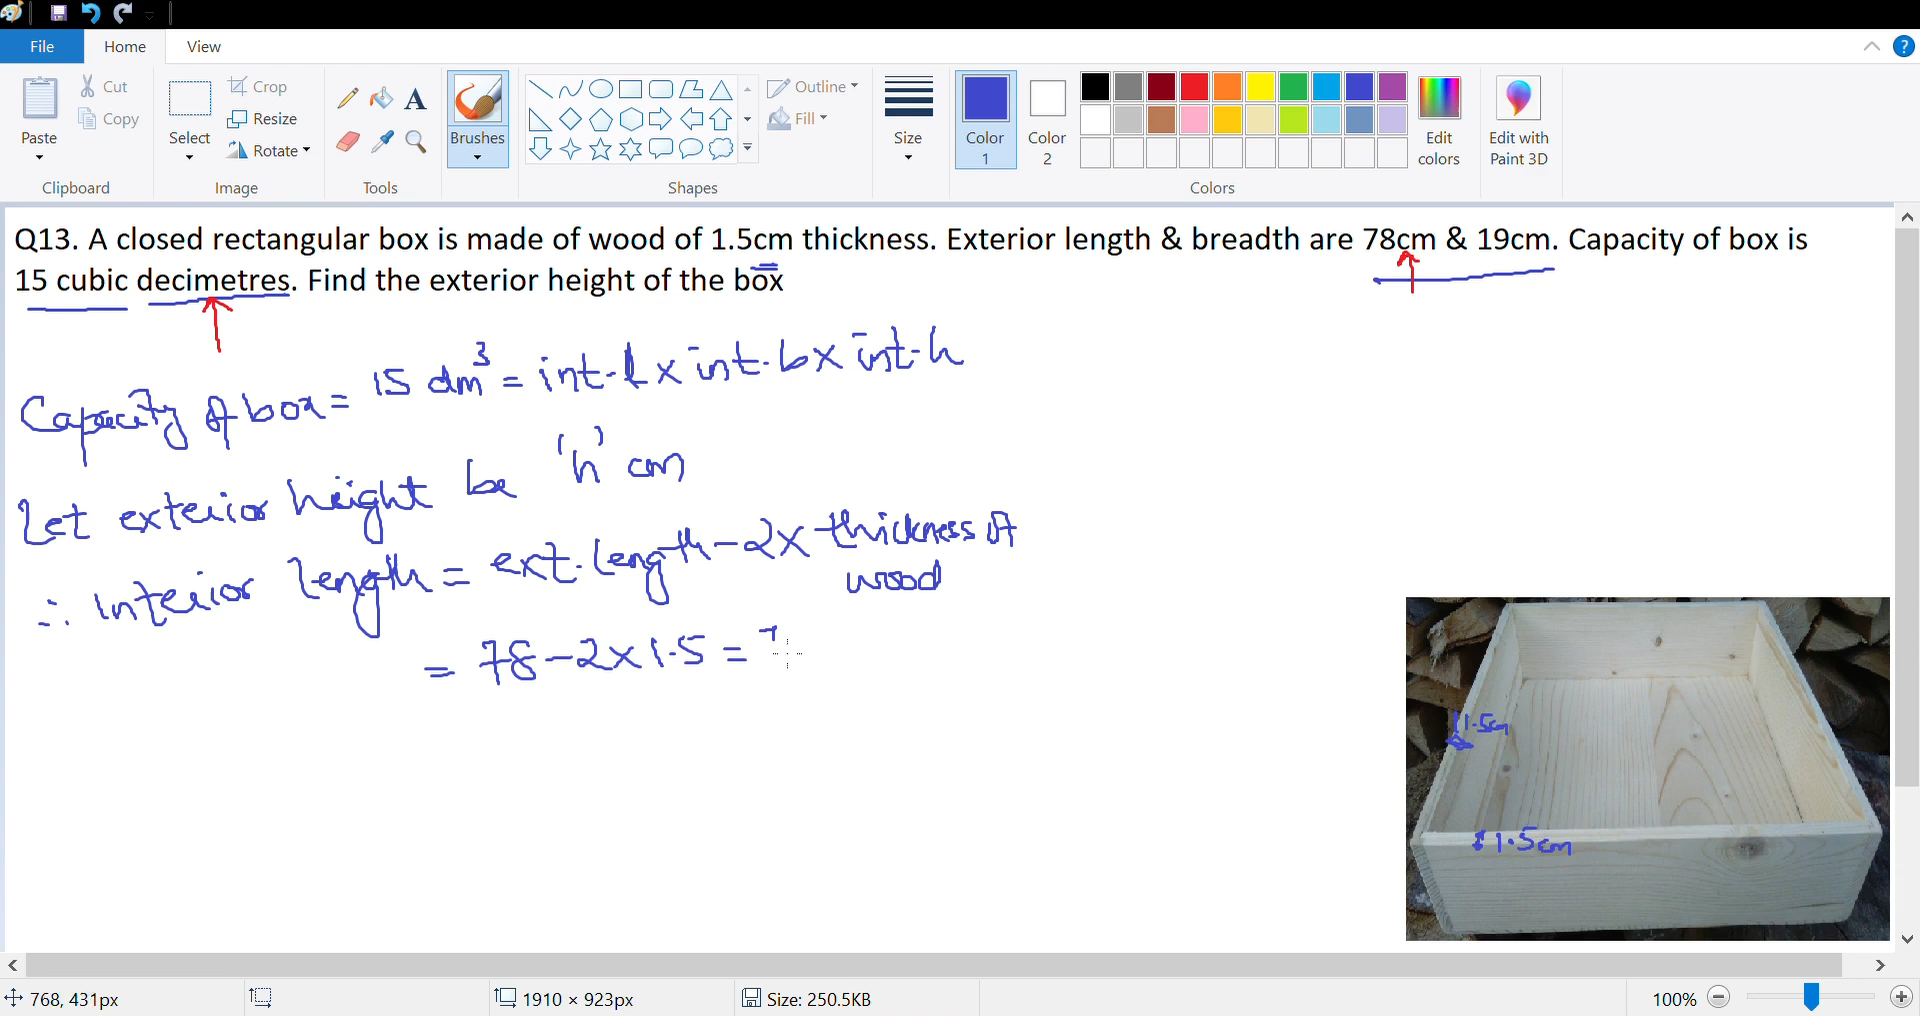 File Home View
Paste Cut Copy Clipboard
Select Crop Resize Rotate Image
Tools
Brushes
Shapes
Outline Fill
Size
Color 1 Color 2
Edit colors
Colors
Edit with Paint 3D
Q13. A closed rectangular box is made of wood of 1.5cm thickness. Exterior length & breadth are 78cm & 19cm. Capacity of box is
15 cubic decimetres. Find the exterior height of the box
Capacity of box = 15 dm³ = int. l x int. b x int. h
Let exterior height be 'h' cm
∴ interior length = ext. length - 2x thickness of
wood
= 78 - 2 x 1.5 = 7
1.5cm
1.5cm
768, 431px 1910 × 923px Size: 250.5KB 100%